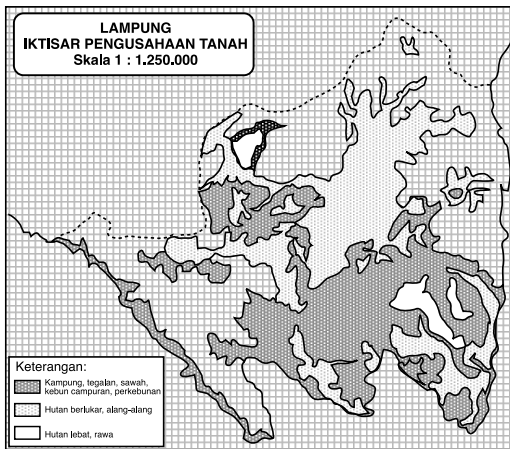 LAMPUNG
IKTISAR PENGUSAHAAN TANAH
Skala 1 : 1.250.000
Keterangan:
Kampung, tegalan, sawah,
kebun campuran, perkebunan
Hutan berlukar, alang-alang
Hutan lebat, rawa